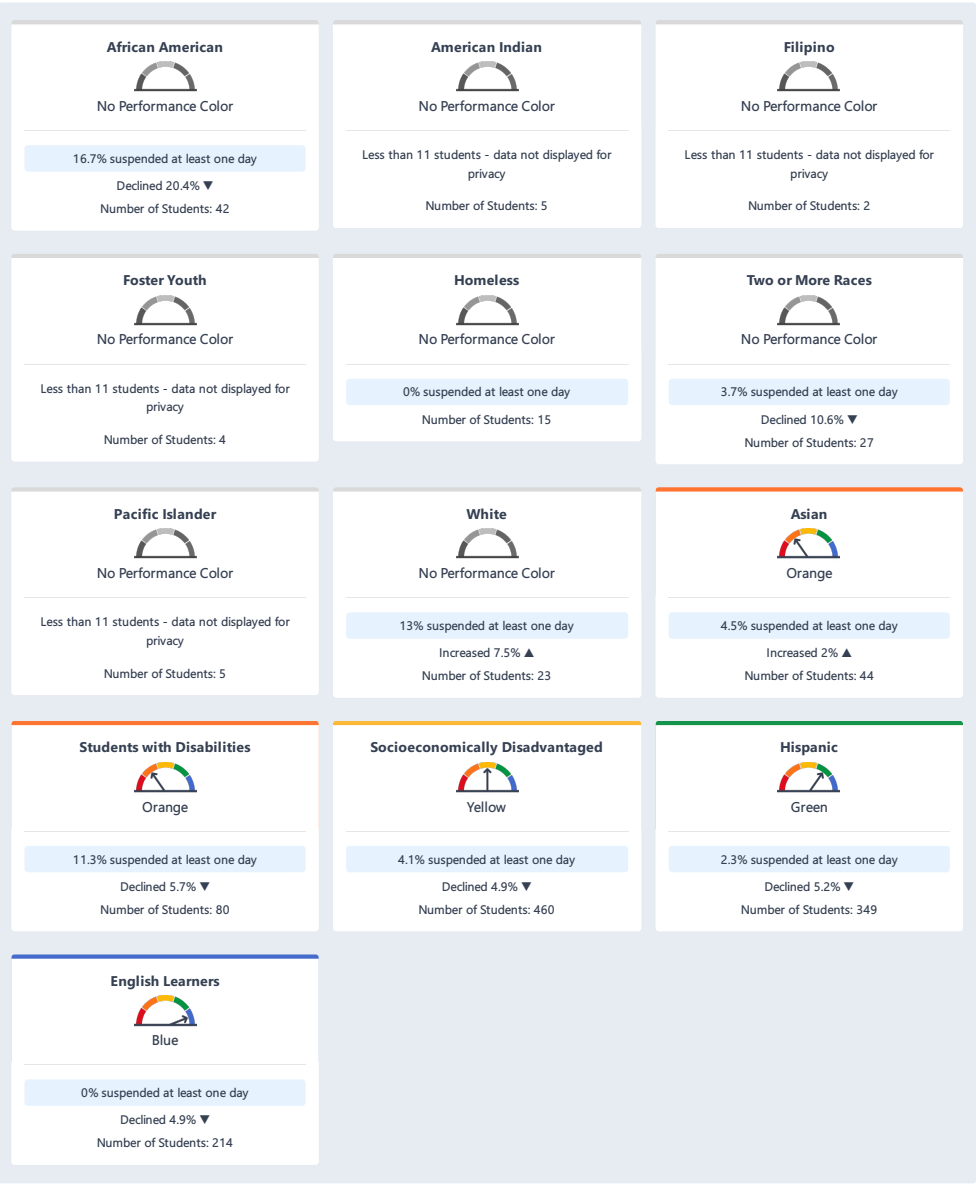 African American
No Performance Color
16.7% suspended at least one day
Declined 20.4% ▼
Number of Students: 42
American Indian
No Performance Color
Less than 11 students - data not displayed for
privacy
Number of Students: 5
Filipino
No Performance Color
Less than 11 students - data not displayed for
privacy
Number of Students: 2
Foster Youth
No Performance Color
Less than 11 students - data not displayed for
privacy
Number of Students: 4
Homeless
No Performance Color
0% suspended at least one day
Number of Students: 15
Two or More Races
No Performance Color
3.7% suspended at least one day
Declined 10.6% ▼
Number of Students: 27
Pacific Islander
No Performance Color
Less than 11 students - data not displayed for
privacy
Number of Students: 5
White
No Performance Color
13% suspended at least one day
Increased 7.5% ▲
Number of Students: 23
Asian
Orange
4.5% suspended at least one day
Increased 2% ▲
Number of Students: 44
Students with Disabilities
Orange
11.3% suspended at least one day
Declined 5.7% ▼
Number of Students: 80
Socioeconomically Disadvantaged
Yellow
4.1% suspended at least one day
Declined 4.9% ▼
Number of Students: 460
Hispanic
Green
2.3% suspended at least one day
Declined 5.2% ▼
Number of Students: 349
English Learners
Blue
0% suspended at least one day
Declined 4.9% ▼
Number of Students: 214